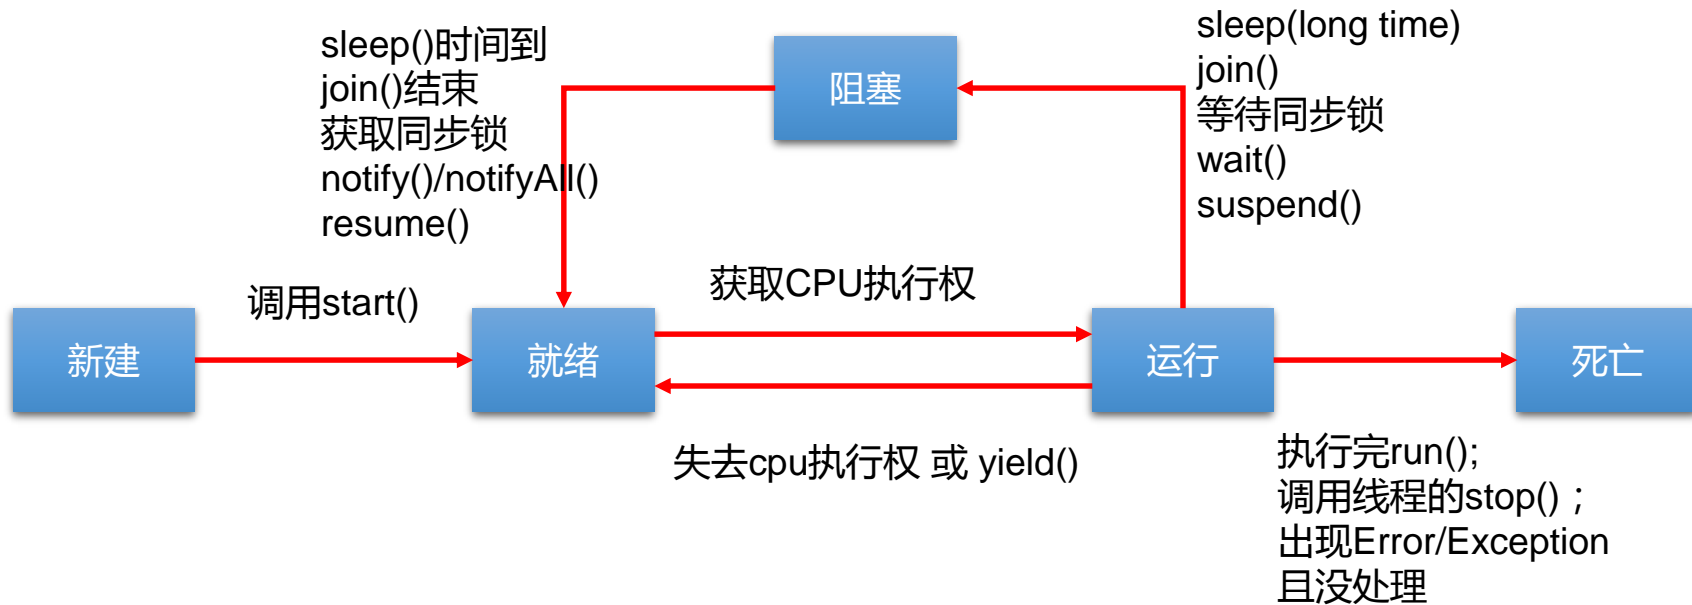 sleep()时间到
join()结束
获取同步锁
notify()/notifyAll()
resume()
阻塞
sleep(long time)
join()
等待同步锁
wait()
suspend()
调用start()
获取CPU执行权
新建
就绪
运行
死亡
失去cpu执行权 或 yield()
执行完run();
调用线程的stop()；
出现Error/Exception
且没处理